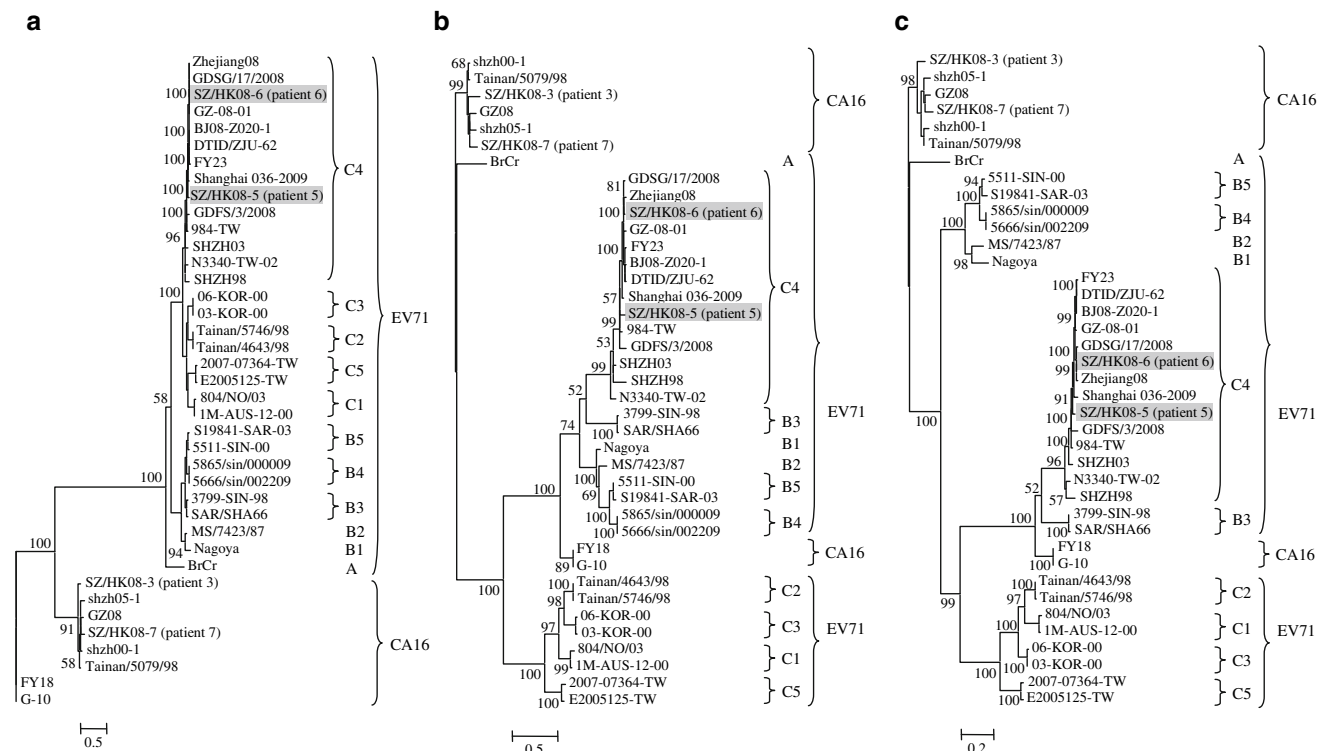 a
Zhejiang08
GDSG/17/2008
100 SZ/HK08-6 (patient 6)
GZ-08-01
100 BJ08-Z020-1
DTID/ZJU-62
100 FY23
Shanghai 036-2009
100 SZ/HK08-5 (patient 5)
100 GDFS/3/2008
984-TW
96
SHZH03
N3340-TW-02
SHZH98
C4
100
06-KOR-00
03-KOR-00
C3
Tainan/5746/98
Tainan/4643/98
C2
2007-07364-TW
E2005125-TW
C5
804/NO/03
1M-AUS-12-00
C1
58
S19841-SAR-03
5511-SIN-00
B5
5865/sin/000009
5666/sin/002209
B4
100
3799-SIN-98
SAR/SHA66
B3
MS/7423/87 B2
94 Nagoya B1
BrCr A
EV71
100
SZ/HK08-3 (patient 3)
shzh05-1
GZ08
91 SZ/HK08-7 (patient 7)
shzh00-1
58 Tainan/5079/98
FY18
G-10
CA16
0.5
b
68 shzh00-1
Tainan/5079/98
99
SZ/HK08-3 (patient 3)
GZ08
shzh05-1
SZ/HK08-7 (patient 7)
CA16
BrCr A
GDSG/17/2008
81
Zhejiang08
100 SZ/HK08-6 (patient 6)
GZ-08-01
100 FY23
BJ08-Z020-1
DTID/ZJU-62
57 Shanghai 036-2009
SZ/HK08-5 (patient 5)
99 984-TW
53 GDFS/3/2008
99 SHZH03
SHZH98
N3340-TW-02
C4
52
74
3799-SIN-98
100 SAR/SHA66
B3
Nagoya B1
MS/7423/87 B2
100
5511-SIN-00
69 S19841-SAR-03
B5
100 5865/sin/000009
100 5666/sin/002209
B4
EV71
100
FY18
89 G-10
CA16
100
100 Tainan/4643/98
Tainan/5746/98
C2
98
06-KOR-00
03-KOR-00
C3
97
804/NO/03
99 1M-AUS-12-00
C1
100
2007-07364-TW
100 E2005125-TW
C5
EV71
0.5
c
SZ/HK08-3 (patient 3)
98 shzh05-1
GZ08
SZ/HK08-7 (patient 7)
shzh00-1
Tainan/5079/98
CA16
BrCr A
94 5511-SIN-00
S19841-SAR-03
B5
100
5865/sin/000009
5666/sin/002209
B4
100
MS/7423/87 B2
98 Nagoya B1
100 FY23
DTID/ZJU-62
99 BJ08-Z020-1
GZ-08-01
100 GDSG/17/2008
SZ/HK08-6 (patient 6)
99 Zhejiang08
91 Shanghai 036-2009
100 SZ/HK08-5 (patient 5)
GDFS/3/2008
100 984-TW
96 SHZH03
N3340-TW-02
57 SHZH98
C4
100
52
3799-SIN-98
100 SAR/SHA66
B3
EV71
100
FY18
100 G-10
CA16
99
100 Tainan/4643/98
Tainan/5746/98
C2
97
804/NO/03
1M-AUS-12-00
C1
100
06-KOR-00
100 03-KOR-00
C3
100
2007-07364-TW
100 E2005125-TW
C5
EV71
0.2